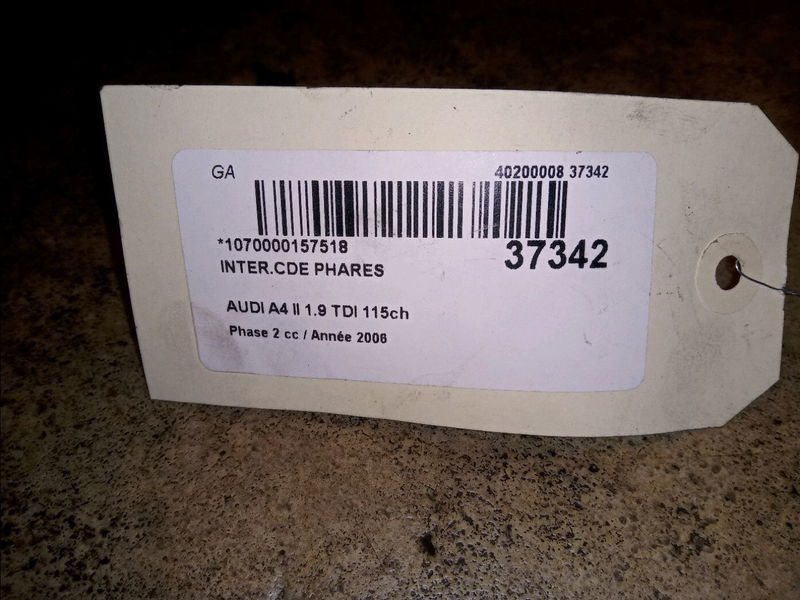 GA 40200008 37342
*1070000157518 37342
INTER.CDE PHARES
AUDI A4 II 1.9 TDI 115ch
Phase 2 cc / Année 2006